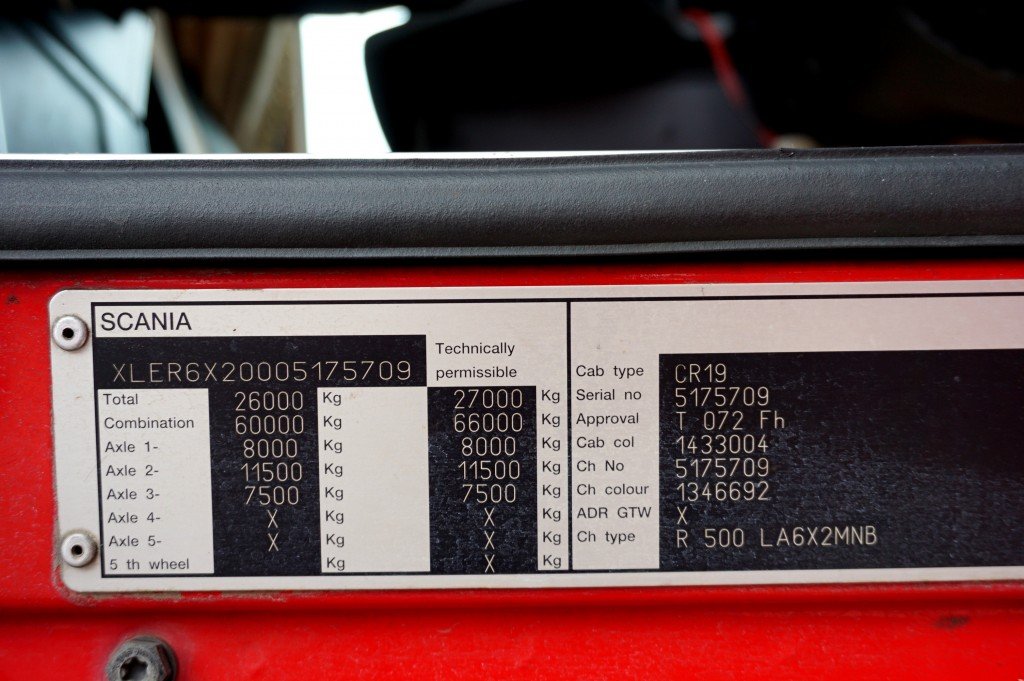 SCANIA
XLER6X20005175709
Technically
permissible
Total 26000 Kg 27000 Kg
Combination 60000 Kg 66000 Kg
Axle 1- 8000 Kg 8000 Kg
Axle 2- 11500 Kg 11500 Kg
Axle 3- 7500 Kg 7500 Kg
Axle 4- X Kg X Kg
Axle 5- X Kg X Kg
5 th wheel Kg X Kg
Cab type CR19
Serial no 5175709
Approval T 072 Fh
Cab col 1433004
Ch No 5175709
Ch colour 1346692
ADR GTW X
Ch type R 500 LA6X2MNB